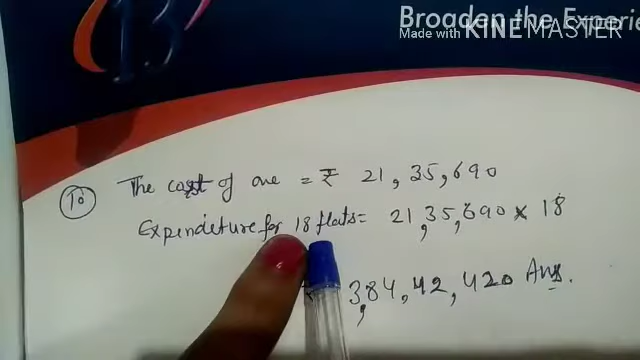 Broaden the Experie
Made with KINEMASTER
13
10 The cost of one = ₹ 21,35,690
Expenditure for 18 flats = 21,35,690 × 18
3,84,42,420 Ans.